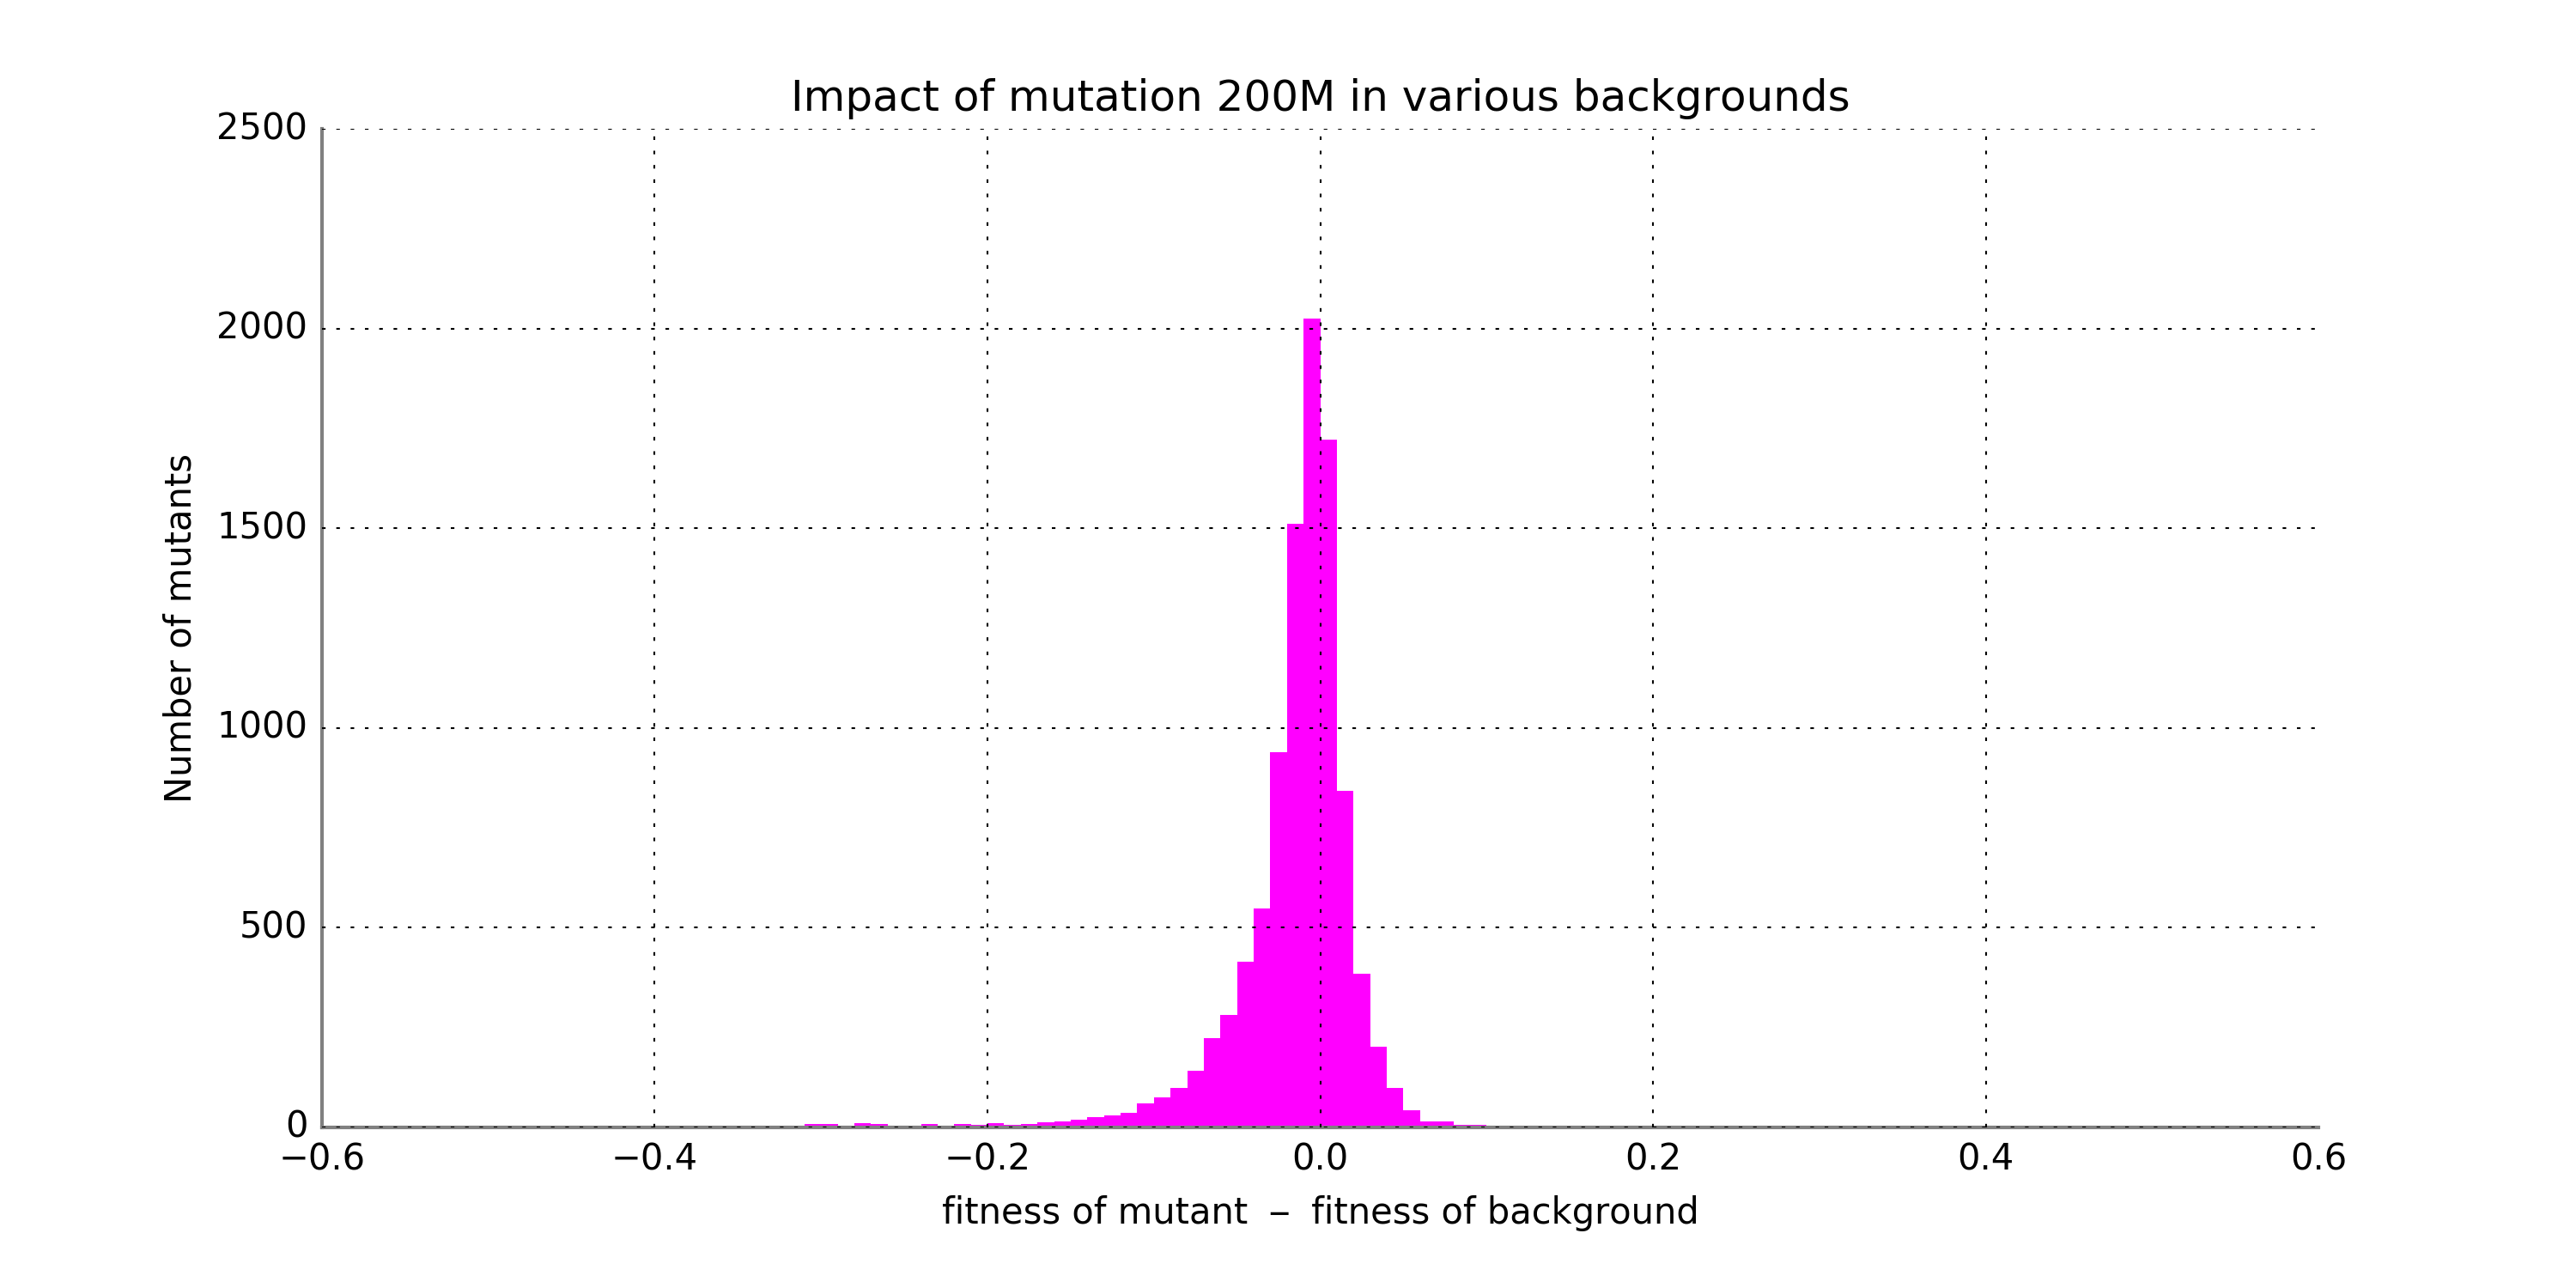 Impact of mutation 200M in various backgrounds
2500
2000
1500
1000
500
0
Number of mutants
−0.6 −0.4 −0.2 0.0 0.2 0.4 0.6
fitness of mutant − fitness of background